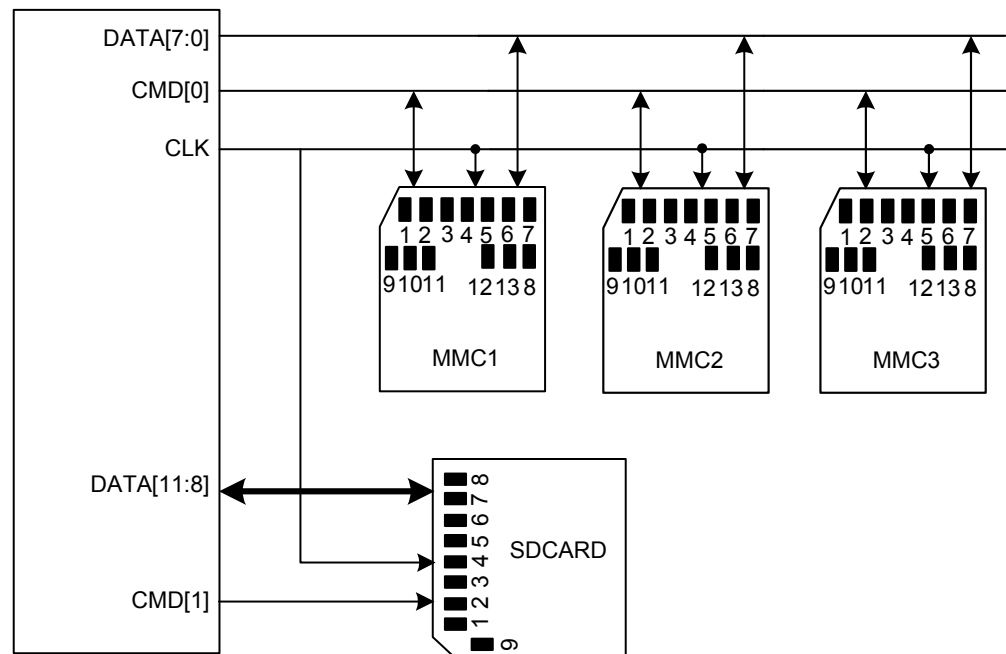 DATA[7:0]
CMD[0]
CLK
1 2 3 4 5 6 7
9 10 11 12 13 8
MMC1
1 2 3 4 5 6 7
9 10 11 12 13 8
MMC2
1 2 3 4 5 6 7
9 10 11 12 13 8
MMC3
DATA[11:8]
CMD[1]
8
7
6
5
4
3
2
1
9
SDCARD